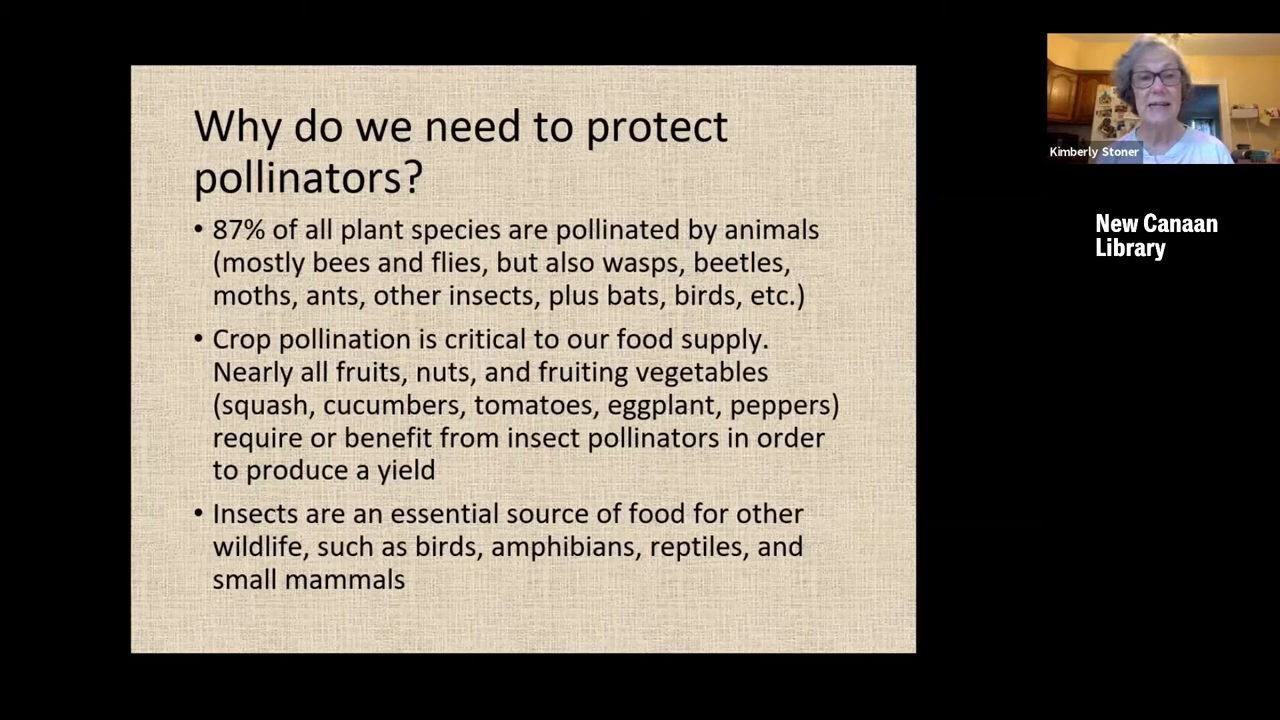 Why do we need to protect
pollinators?
• 87% of all plant species are pollinated by animals
(mostly bees and flies, but also wasps, beetles,
moths, ants, other insects, plus bats, birds, etc.)
• Crop pollination is critical to our food supply.
Nearly all fruits, nuts, and fruiting vegetables
(squash, cucumbers, tomatoes, eggplant, peppers)
require or benefit from insect pollinators in order
to produce a yield
• Insects are an essential source of food for other
wildlife, such as birds, amphibians, reptiles, and
small mammals
Kimberly Stoner
New Canaan
Library